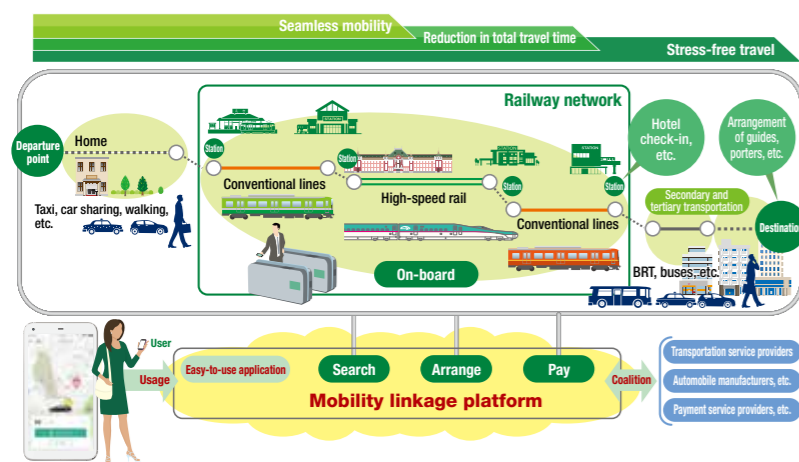 Seamless mobility
Reduction in total travel time
Stress-free travel
Railway network
Departure
point
Home
Taxi, car sharing, walking,
etc.
Station
Conventional lines
Station
High-speed rail
STATION
Station
Conventional lines
STATION
Station
On-board
Hotel
check-in,
etc.
Arrangement
of guides,
porters, etc.
Secondary and
tertiary transportation
Destination
BRT, buses, etc.
User
Usage
Easy-to-use application
Search
Arrange
Pay
Mobility linkage platform
Coalition
Transportation service providers
Automobile manufacturers, etc.
Payment service providers, etc.